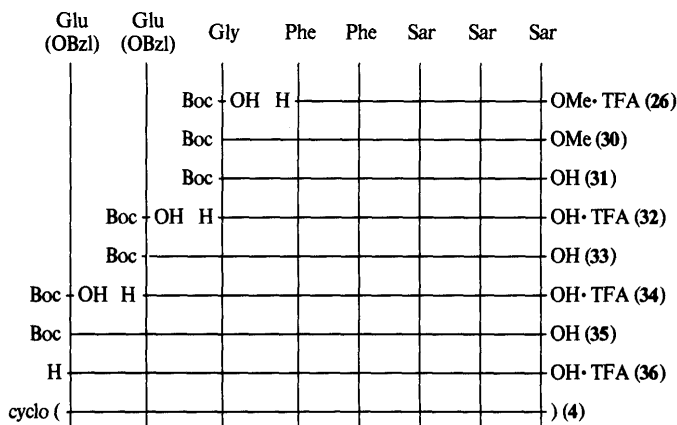 Glu Glu Gly Phe Phe Sar Sar Sar
(OBzl) (OBzl)
Boc OH H OMe· TFA (26)
Boc OMe (30)
Boc OH (31)
Boc OH H OH· TFA (32)
Boc OH (33)
Boc OH H OH· TFA (34)
Boc OH (35)
H OH· TFA (36)
cyclo ( ) (4)